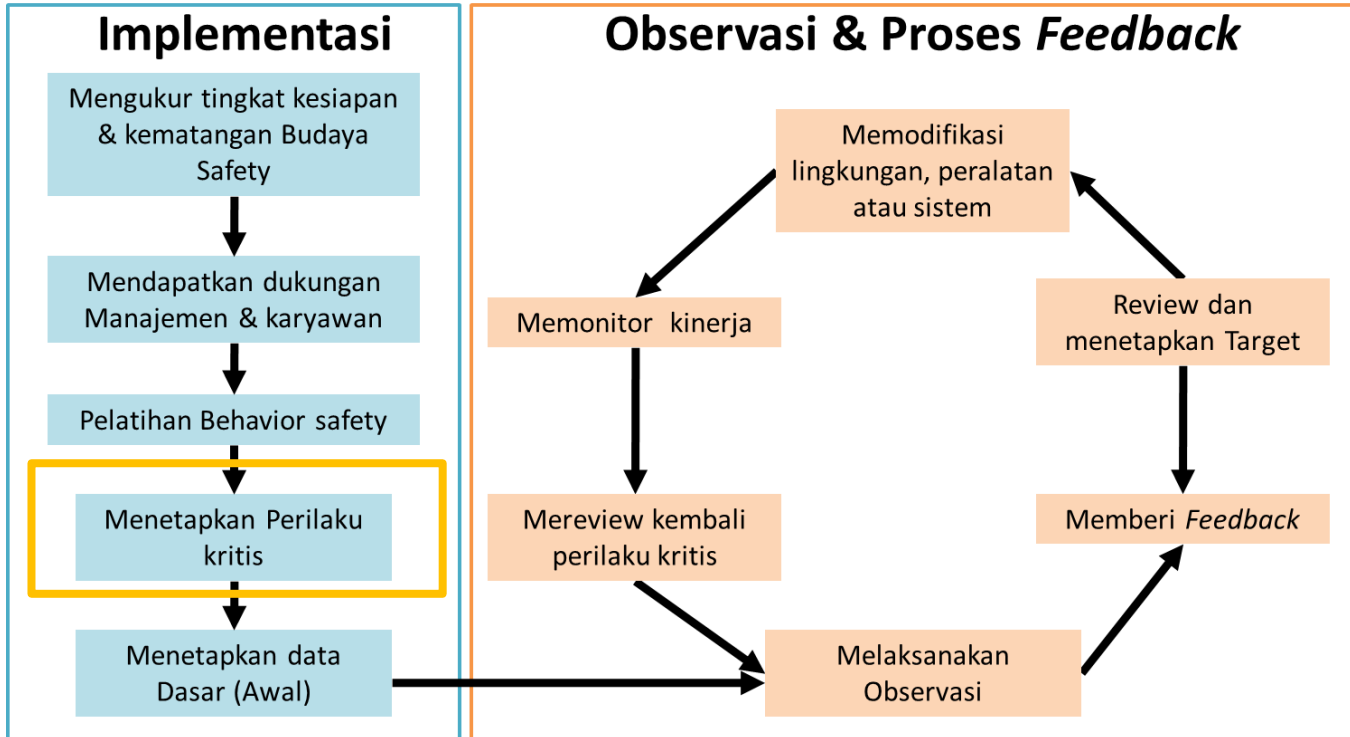 Implementasi
Mengukur tingkat kesiapan
& kematangan Budaya
Safety
Mendapatkan dukungan
Manajemen & karyawan
Pelatihan Behavior safety
Menetapkan Perilaku
kritis
Menetapkan data
Dasar (Awal)
Observasi & Proses Feedback
Memodifikasi
lingkungan, peralatan
atau sistem
Memonitor kinerja
Review dan
menetapkan Target
Mereview kembali
perilaku kritis
Memberi Feedback
Melaksanakan
Observasi